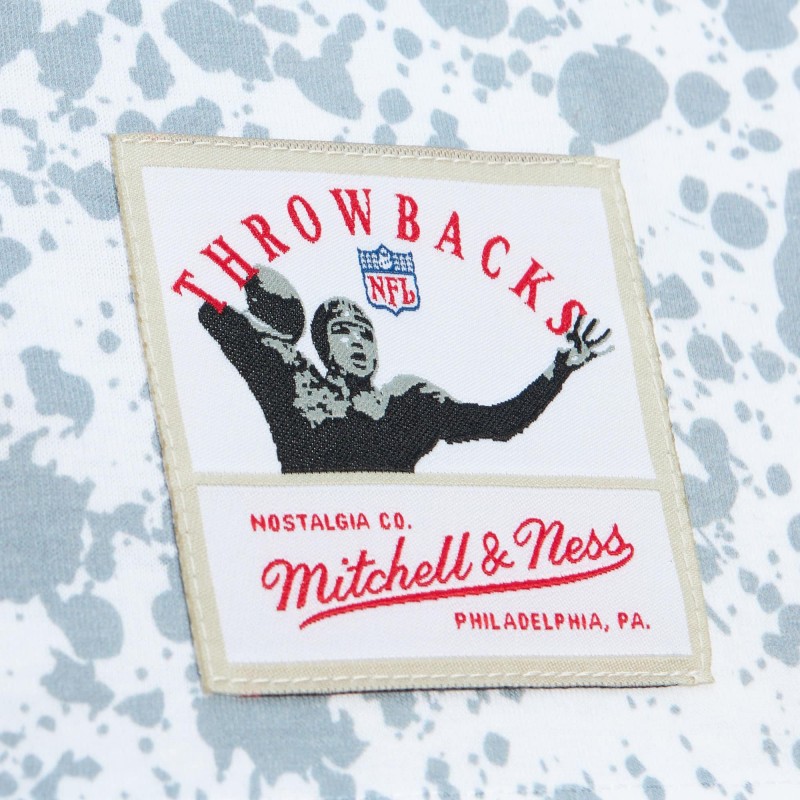 THROWBACKS
NFL
NOSTALGIA CO.
Mitchell & Ness
PHILADELPHIA, PA.